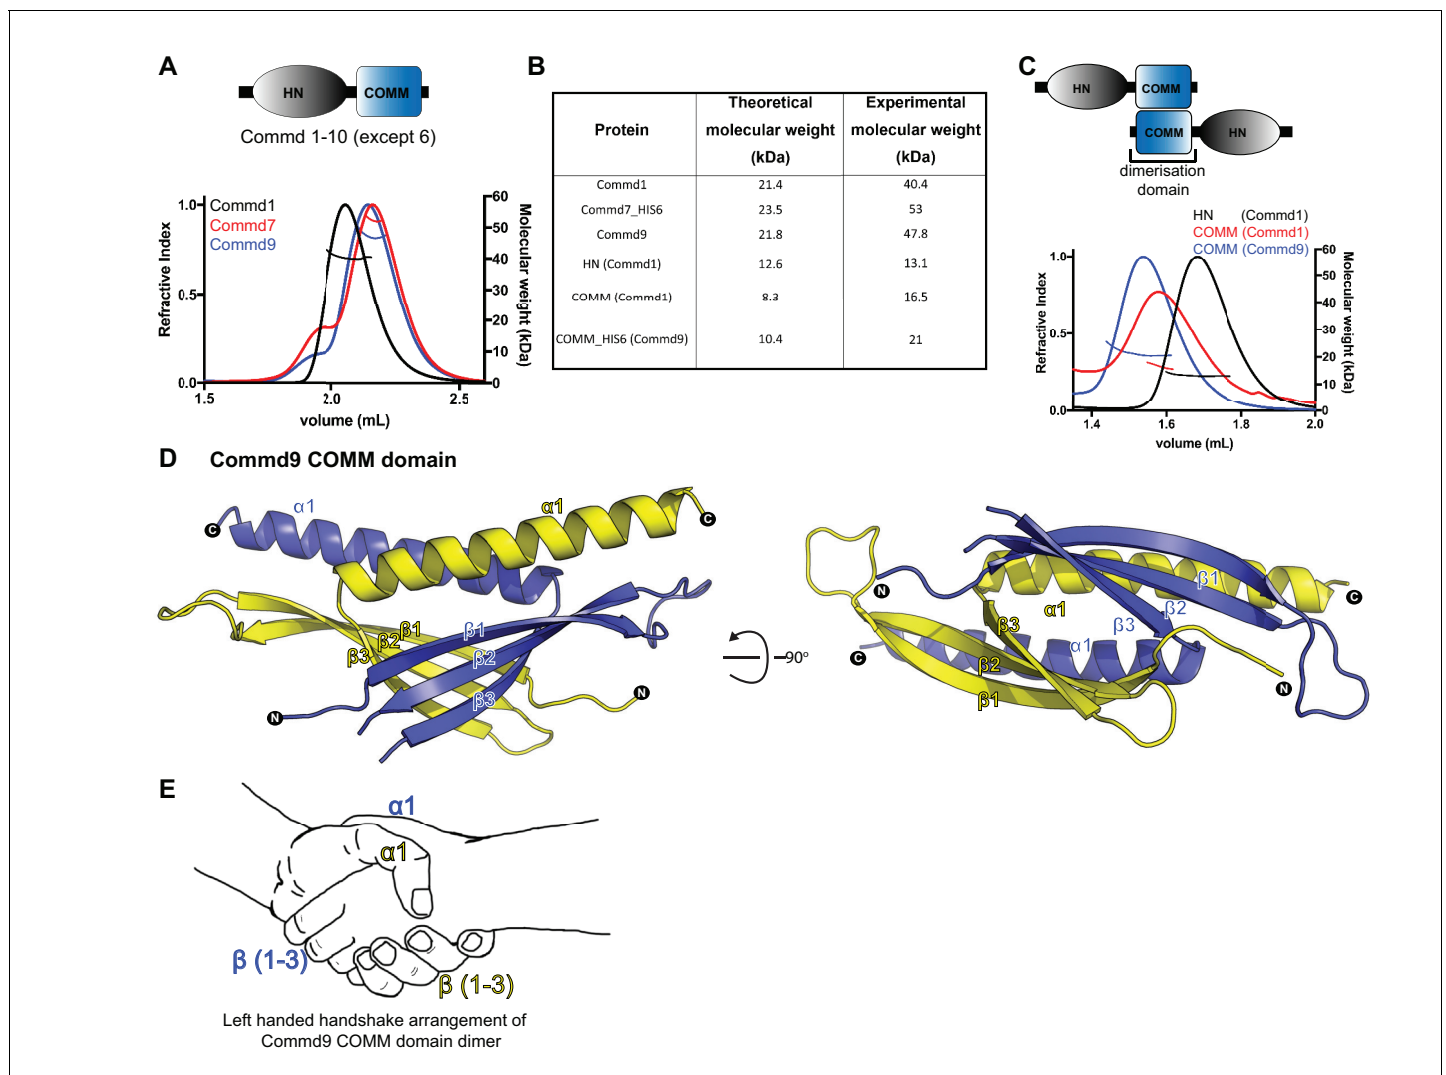 A
HN
COMM
Commd 1-10 (except 6)
Commd1
Commd7
Commd9
Refractive Index
1.0
0.5
0.0
1.5
2.0
2.5
volume (mL)
60
50
40
30
20
10
0
Molecular weight (kDa)
B
Protein
Theoretical
molecular weight
(kDa)
Experimental
molecular weight
(kDa)
Commd1 21.4 40.4
Commd7_HIS6 23.5 53
Commd9 21.8 47.8
HN (Commd1) 12.6 13.1
COMM (Commd1) 8.3 16.5
COMM_HIS6 (Commd9) 10.4 21
C
HN
COMM
COMM
HN
dimerisation
domain
HN (Commd1)
COMM (Commd1)
COMM (Commd9)
Refractive Index
1.0
0.5
0.0
1.4
1.6
1.8
2.0
volume (mL)
60
50
40
30
20
10
0
Molecular weight (kDa)
D Commd9 COMM domain
α1
α1
C
C
β1
β2
β3
β1
β2
β3
N
N
-90°
N
β1
β2
β3
α1
α1
β3
β2
β1
C
C
N
E
α1
α1
β (1-3)
β (1-3)
Left handed handshake arrangement of
Commd9 COMM domain dimer